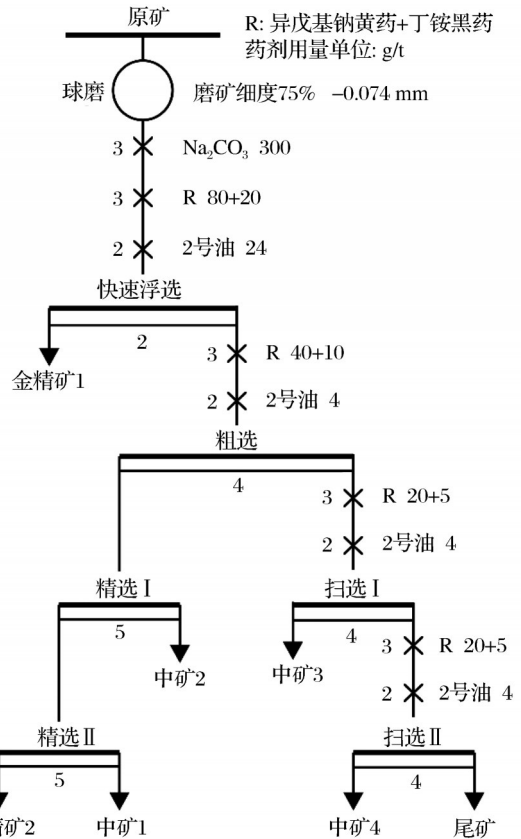 原矿
R: 异戊基钠黄药+丁铵黑药
药剂用量单位: g/t
球磨
磨矿细度75% -0.074 mm
3 Na₂CO₃ 300
3 R 80+20
2 2号油 24
快速浮选
2
金精矿1
3 R 40+10
2 2号油 4
粗选
4
3 R 20+5
2 2号油 4
精选Ⅰ
扫选Ⅰ
5
4
中矿2
中矿3
3 R 20+5
2 2号油 4
精选Ⅱ
扫选Ⅱ
5
4
矿2
中矿1
中矿4
尾矿